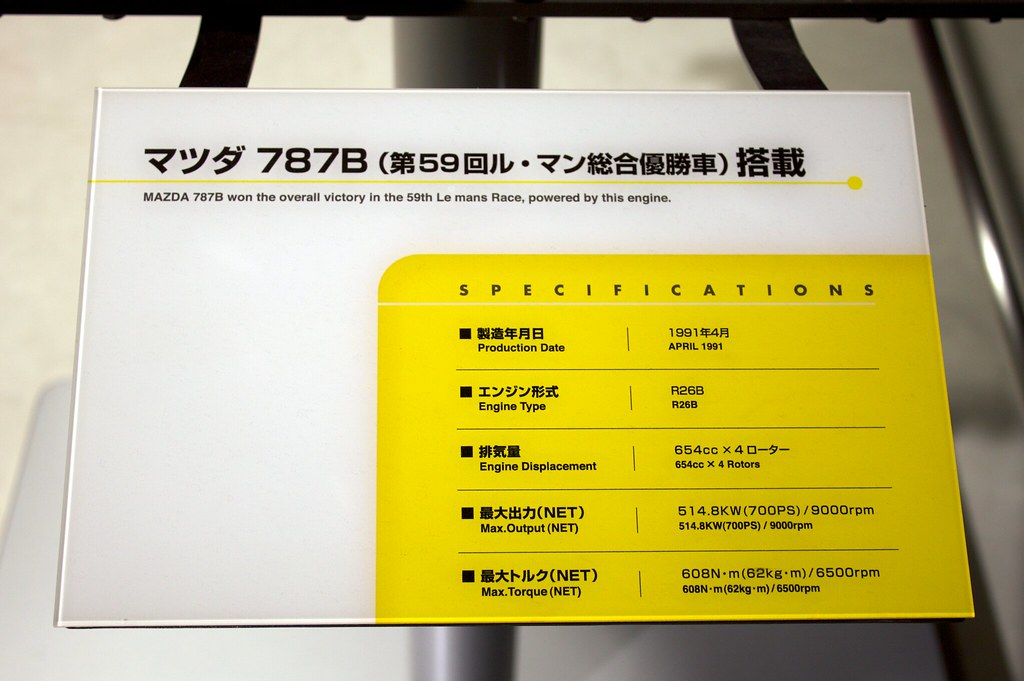 マツダ 787B（第59回ル・マン総合優勝車）搭載
MAZDA 787B won the overall victory in the 59th Le mans Race, powered by this engine.
SPECIFICATIONS
■ 製造年月日 1991年4月
Production Date APRIL 1991
■ エンジン形式 R26B
Engine Type R26B
■ 排気量 654cc × 4 ローター
Engine Displacement 654cc × 4 Rotors
■ 最大出力(NET) 514.8KW(700PS) / 9000rpm
Max.Output (NET) 514.8KW(700PS) / 9000rpm
■ 最大トルク(NET) 608N・m(62kg・m) / 6500rpm
Max.Torque (NET) 608N・m(62kg・m) / 6500rpm